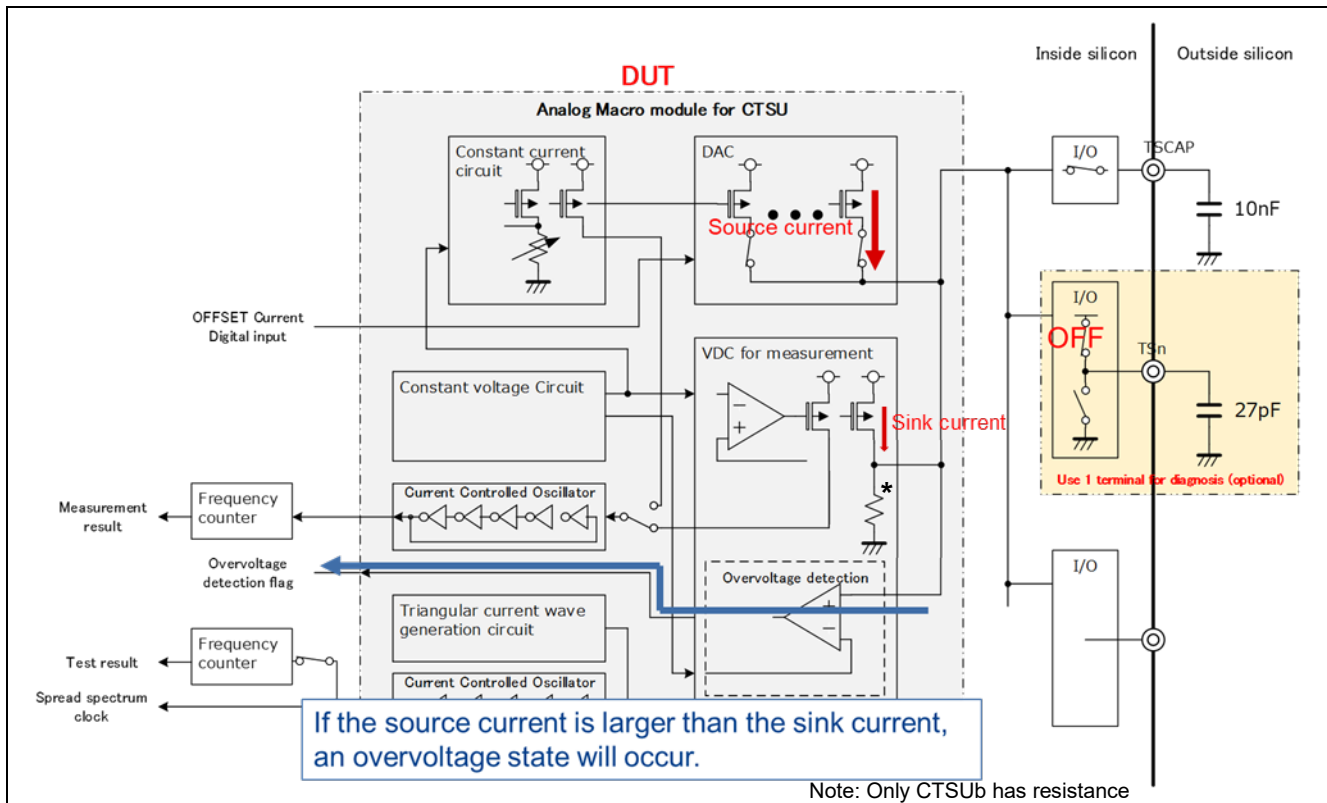 Inside silicon
Outside silicon
DUT
Analog Macro module for CTSU
Constant current
circuit
DAC
Source current
I/O
TSCAP
10nF
OFFSET Current
Digital input
I/O
OFF
TSn
27pF
Use 1 terminal for diagnosis (optional)
Constant voltage Circuit
VDC for measurement
−
+
Sink current
*
Measurement
result
Frequency
counter
Current Controlled Oscillator
Overvoltage
detection flag
Overvoltage detection
+
−
I/O
Triangular current wave
generation circuit
Test result
Frequency
counter
Spread spectrum
clock
Current Controlled Oscillator
If the source current is larger than the sink current,
an overvoltage state will occur.
Note: Only CTSUb has resistance